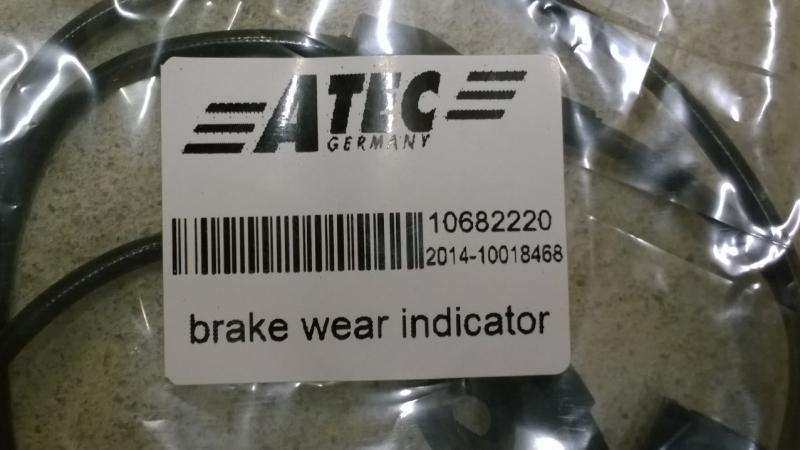 ATEC
GERMANY
10682220
2014-10018468
brake wear indicator